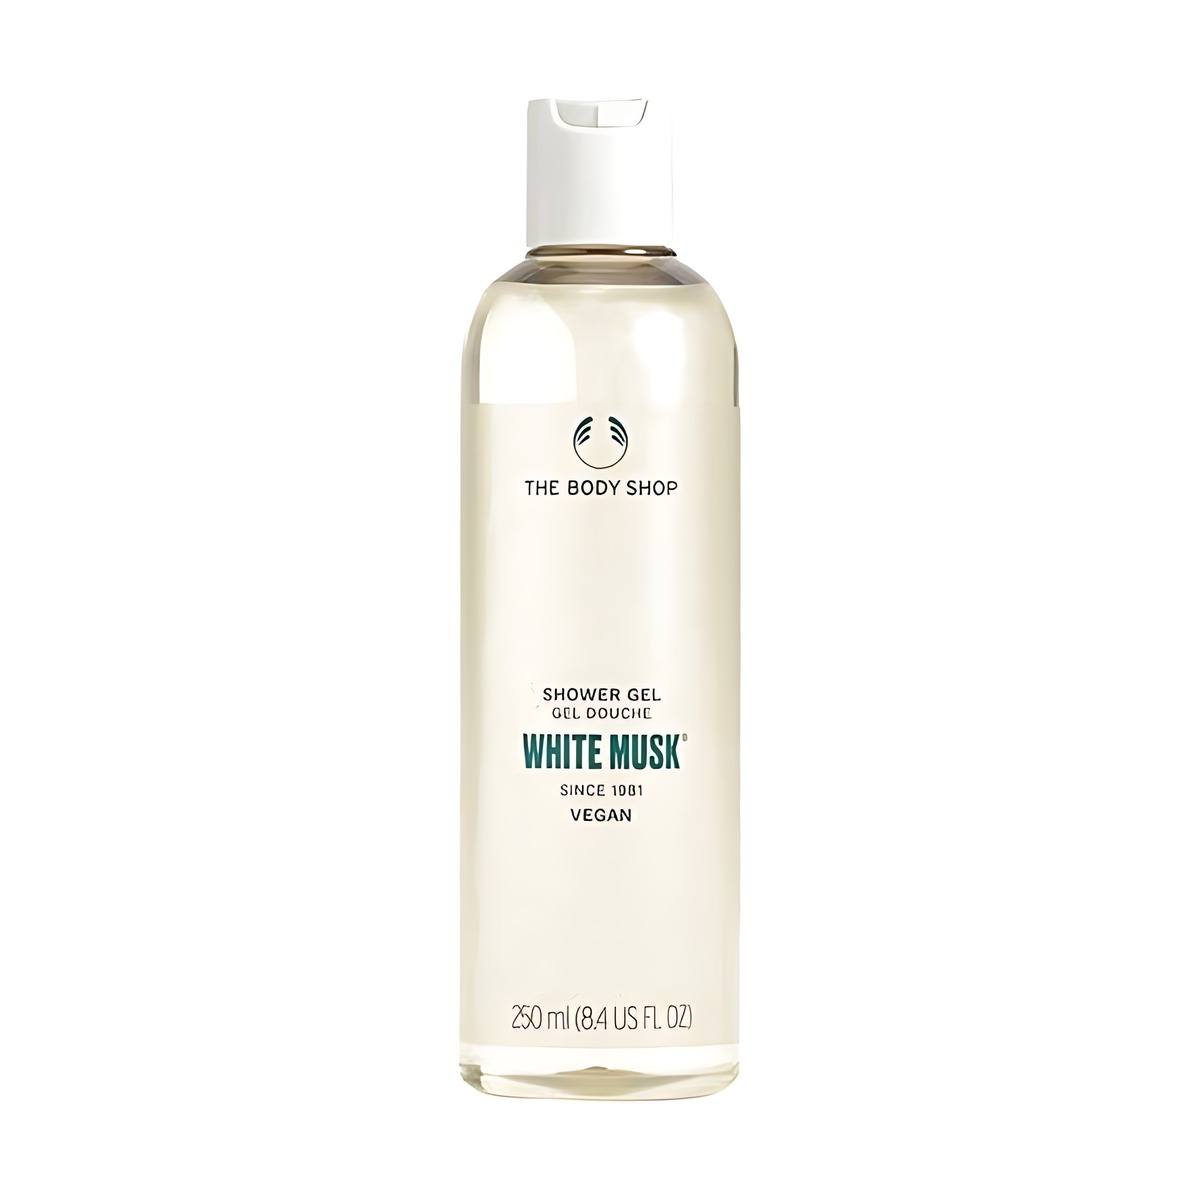 THE BODY SHOP
SHOWER GEL
GEL DOUCHE
WHITE MUSK®
SINCE 1981
VEGAN
250 ml (8.4 US FL OZ)